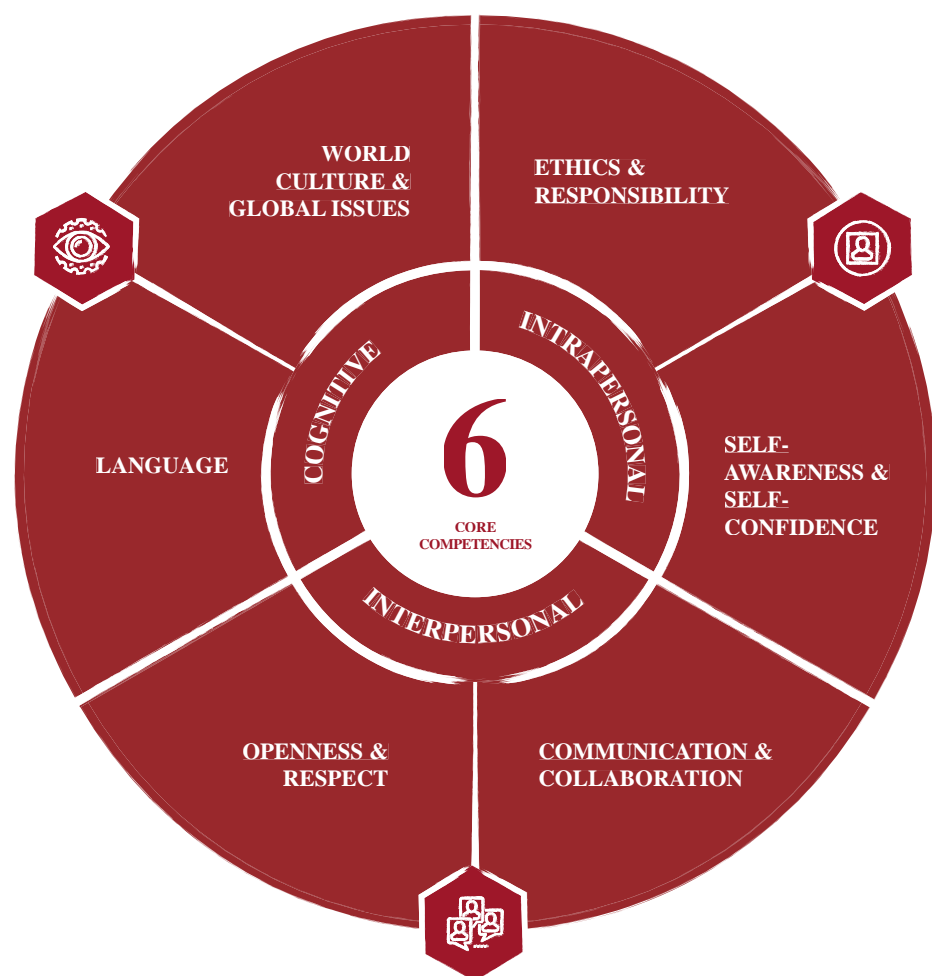 WORLD
CULTURE &
GLOBAL ISSUES
ETHICS &
RESPONSIBILITY
COGNITIVE
INTRAPERSONAL
6
CORE
COMPETENCIES
LANGUAGE
SELF-
AWARENESS &
SELF-
CONFIDENCE
INTERPERSONAL
OPENNESS &
RESPECT
COMMUNICATION &
COLLABORATION